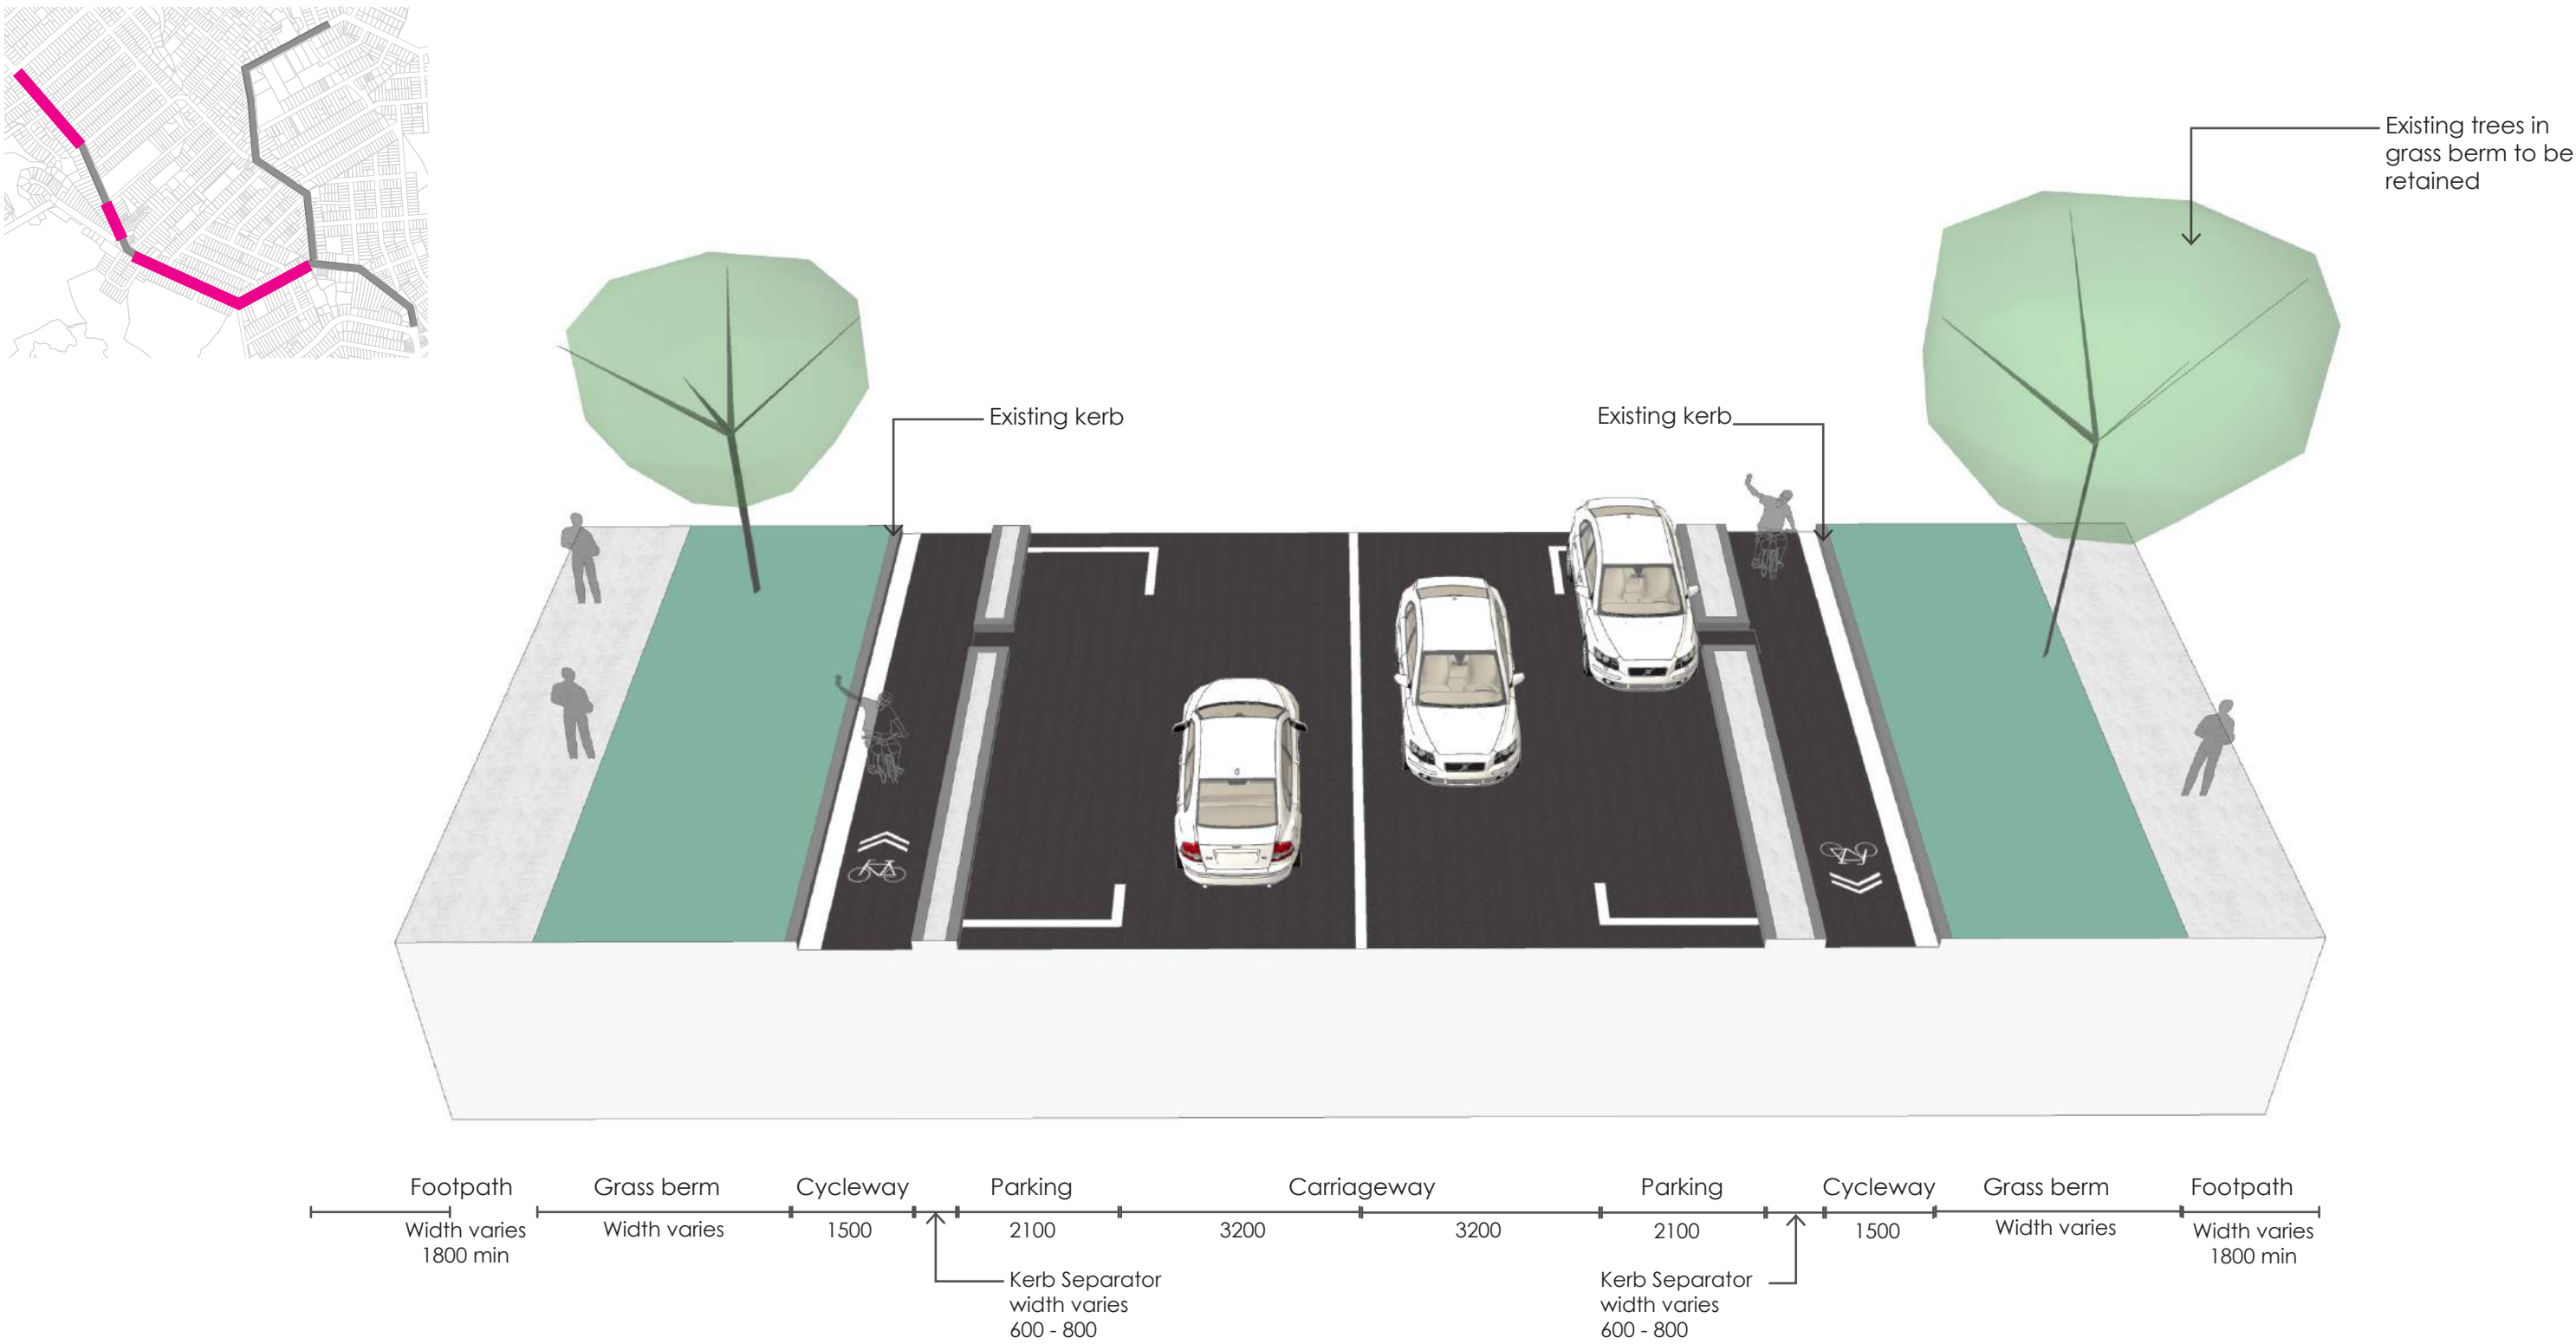 Existing trees in
grass berm to be
retained
Existing kerb
Existing kerb
Footpath
Grass berm
Cycleway
Parking
Carriageway
Parking
Cycleway
Grass berm
Footpath
Width varies
1800 min
Width varies
1500
2100
3200
3200
2100
1500
Width varies
Width varies
1800 min
Kerb Separator
width varies
600 - 800
Kerb Separator
width varies
600 - 800